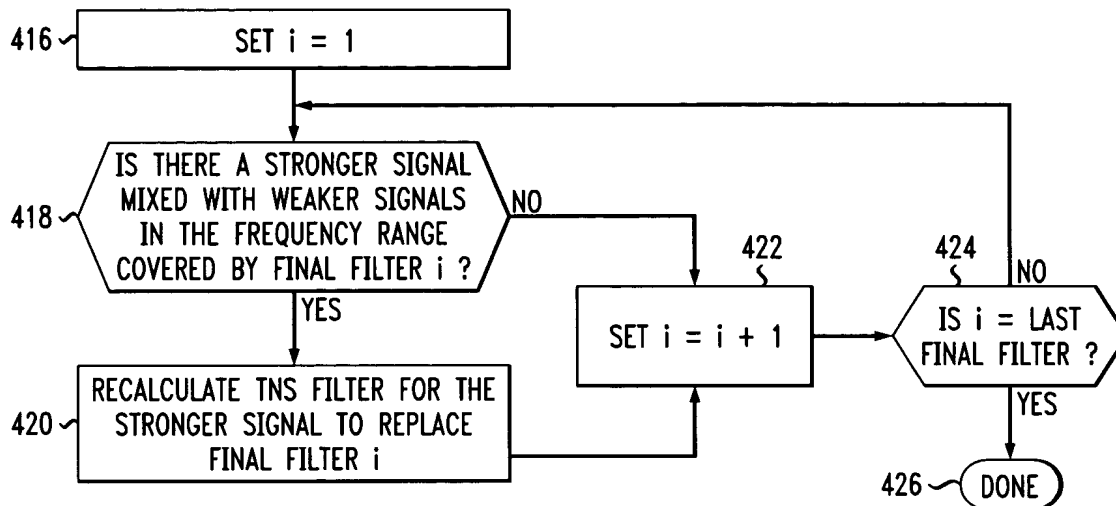 416
SET i = 1
418
IS THERE A STRONGER SIGNAL
MIXED WITH WEAKER SIGNALS
IN THE FREQUENCY RANGE
COVERED BY FINAL FILTER i ?
NO
YES
420
RECALCULATE TNS FILTER FOR THE
STRONGER SIGNAL TO REPLACE
FINAL FILTER i
422
SET i = i + 1
424
NO
IS i = LAST
FINAL FILTER ?
YES
426
DONE